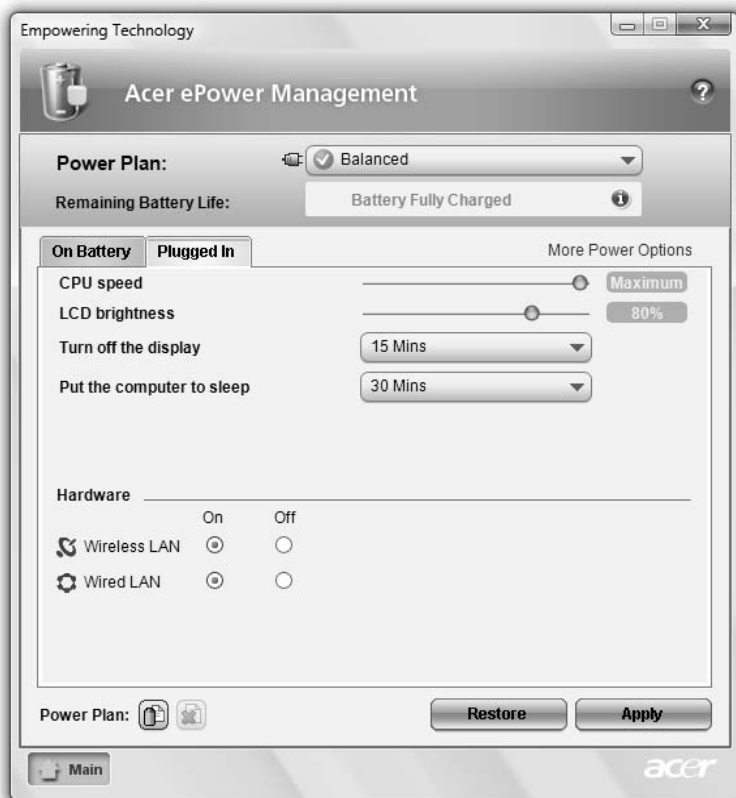 Empowering Technology
Acer ePower Management
?
Power Plan: Balanced
Remaining Battery Life: Battery Fully Charged i
On Battery Plugged In More Power Options
CPU speed Maximum
LCD brightness 80%
Turn off the display 15 Mins
Put the computer to sleep 30 Mins
Hardware
On Off
Wireless LAN
Wired LAN
Power Plan: Restore Apply
Main acer